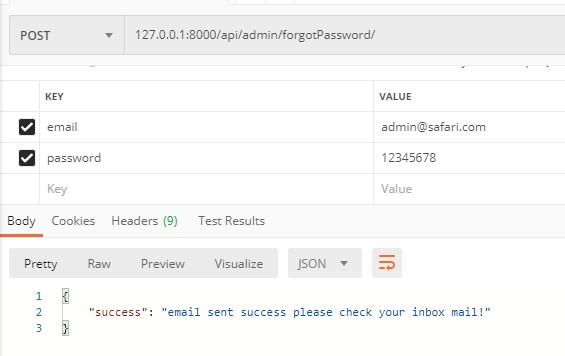 POST 127.0.0.1:8000/api/admin/forgotPassword/
KEY VALUE
email admin@safari.com
password 12345678
Key Value
Body Cookies Headers (9) Test Results
Pretty Raw Preview Visualize JSON
1 {
2 "success": "email sent success please check your inbox mail!"
3 }